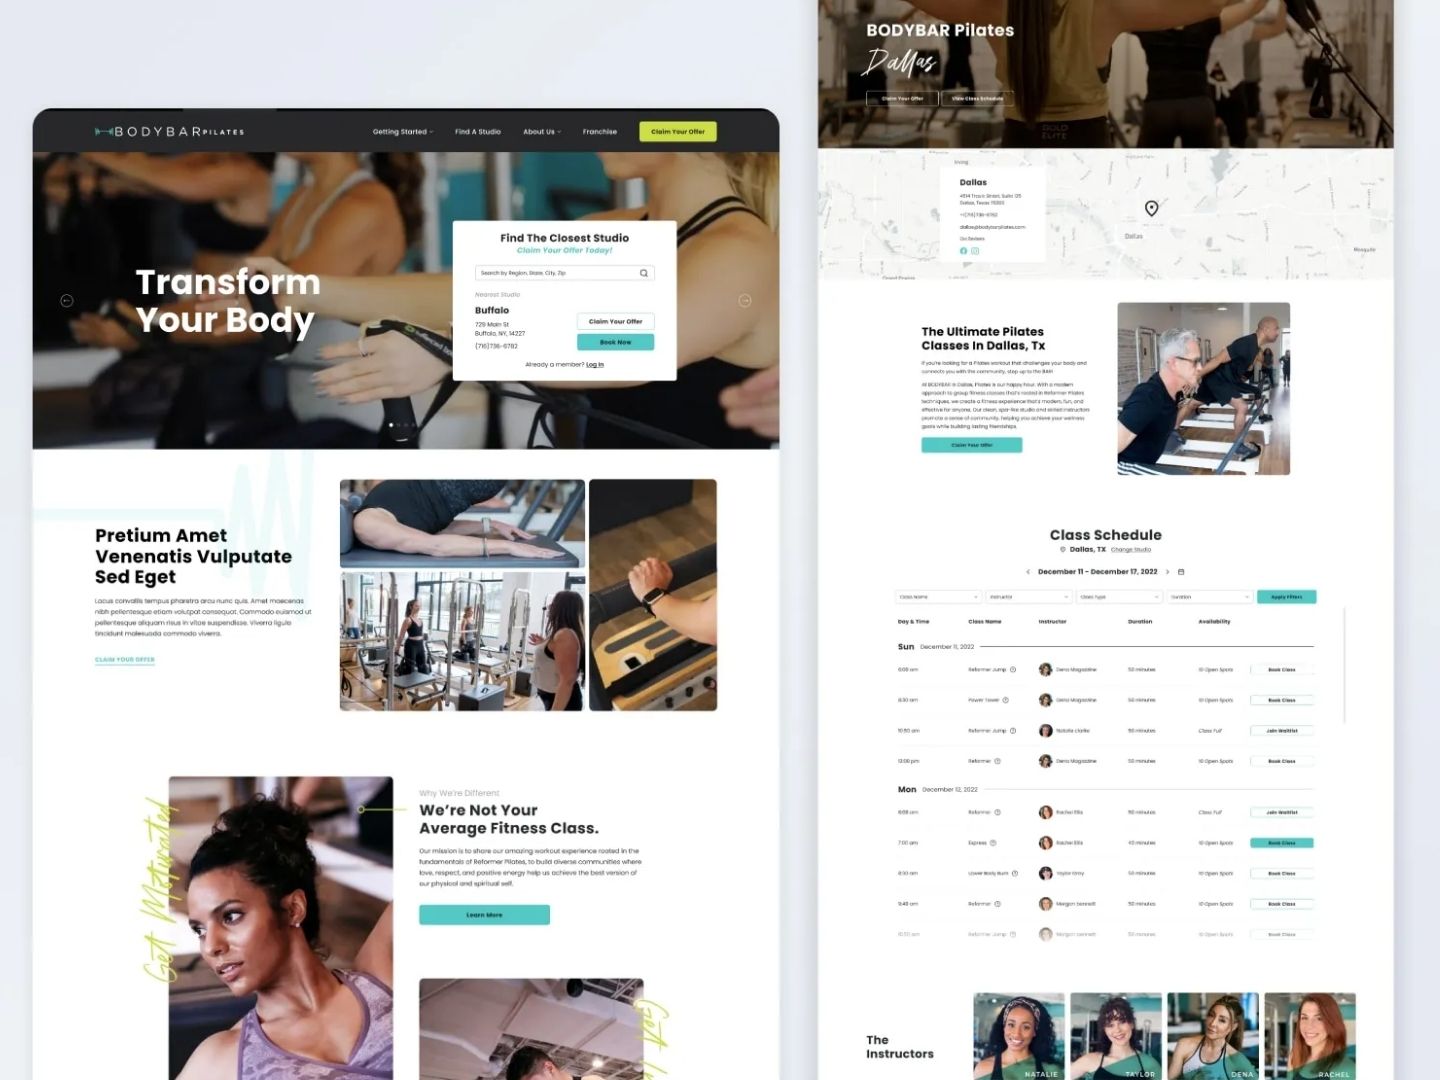 BODYBAR PILATES
Getting Started
Find A Studio
About Us
Franchise
Claim Your Offer
Transform
Your Body
Find The Closest Studio
Claim Your Offer Today!
Search by Region, State, City, Zip
Nearest Studio
Buffalo
729 Main St
Buffalo, NY, 14227
(716)736-6782
Claim Your Offer
Book Now
Already a member? Log In
Pretium Amet
Venenatis Vulputate
Sed Eget
Lacus convallis tempus pharetra arcu nunc quis. Amet maecenas
nibh pellentesque etiam volutpat consequat. Commodo euismod ut
pellentesque aliquam risus in vitae suspendisse. Viverra ligula
tincidunt malesuada commodo viverra.
CLAIM YOUR OFFER
Get Motivated
Why We're Different
We're Not Your
Average Fitness Class.
Our mission is to share our amazing workout experience rooted in the
fundamentals of Reformer Pilates, to build diverse communities where
love, respect, and positive energy help us achieve the best version of
our physical and spiritual self.
Learn More
BODYBAR Pilates
Dallas
Claim Your Offer
View Class Schedule
GOLD
ELITE
Irving
Dallas
Dallas, Texas
dallas@bodybarpilates.com
Dallas
Mesquite
Grand Prairie
The Ultimate Pilates
Classes In Dallas, Tx
If you're looking for a Pilates workout that challenges your body and
connects you with the community, step up to the BAR!
At BODYBAR in Dallas, Pilates is our happy hour. With a modern
approach to group fitness classes that's rooted in Reformer Pilates
techniques, we create a fitness experience that's modern, fun, and
effective for anyone. Our clean, spa-like studio and skilled instructors
promote a sense of community, helping you achieve your wellness
goals while building lasting friendships.
Claim Your Offer
Class Schedule
Dallas, TX Change Studio
December 11 - December 17, 2022
Class Name
Instructor
Class Type
Duration
Apply Filters
Day & Time Class Name Instructor Duration Availability
Sun December 11, 2022
6:00 am Reformer Jump Dena Magazzine 50 minutes 10 Open Spots Book Class
8:30 am Power Tower Dena Magazzine 50 minutes 10 Open Spots Book Class
10:50 am Reformer Jump Natalie clarke 50 minutes Class Full Join Waitlist
12:00 pm Reformer Dena Magazzine 50 minutes 10 Open Spots Book Class
Mon December 12, 2022
Reformer Rachel Ellis 50 minutes Class Full Join Waitlist
7:00 am Express Rachel Ellis 40 minutes 10 Open Spots Book Class
8:30 am Lower Body Burn Taylor Gray 50 minutes 10 Open Spots Book Class
9:40 am Reformer Morgan bennett 50 minutes 10 Open Spots Book Class
10:50 am Reformer Jump Morgan bennett 50 minutes 10 Open Spots Book Class
The
Instructors
NATALIE
TAYLOR
DENA
RACHEL